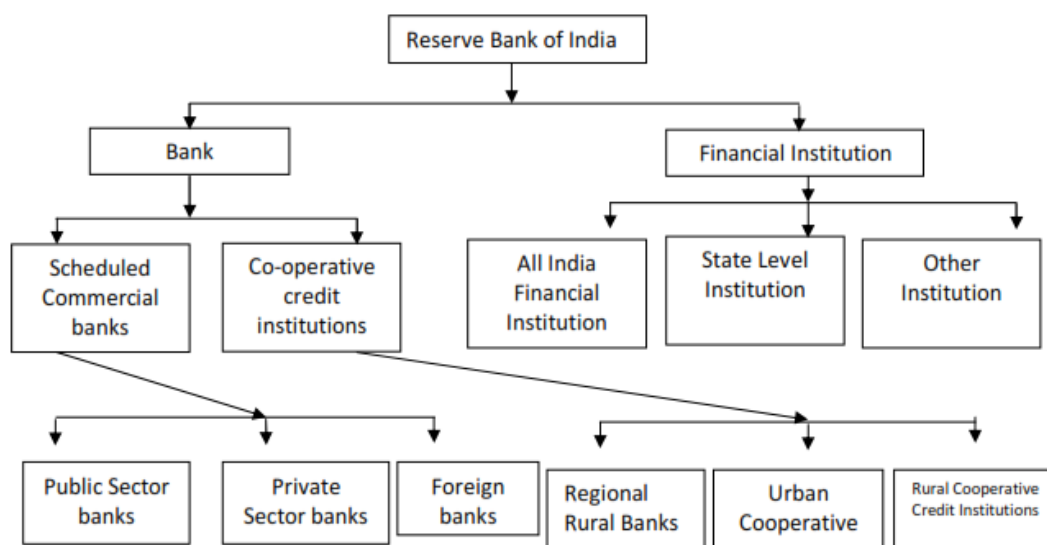 Reserve Bank of India
Bank
Financial Institution
Scheduled
Commercial
banks
Co-operative
credit
institutions
All India
Financial
Institution
State Level
Institution
Other
Institution
Public Sector
banks
Private
Sector banks
Foreign
banks
Regional
Rural Banks
Urban
Cooperative
Rural Cooperative
Credit Institutions